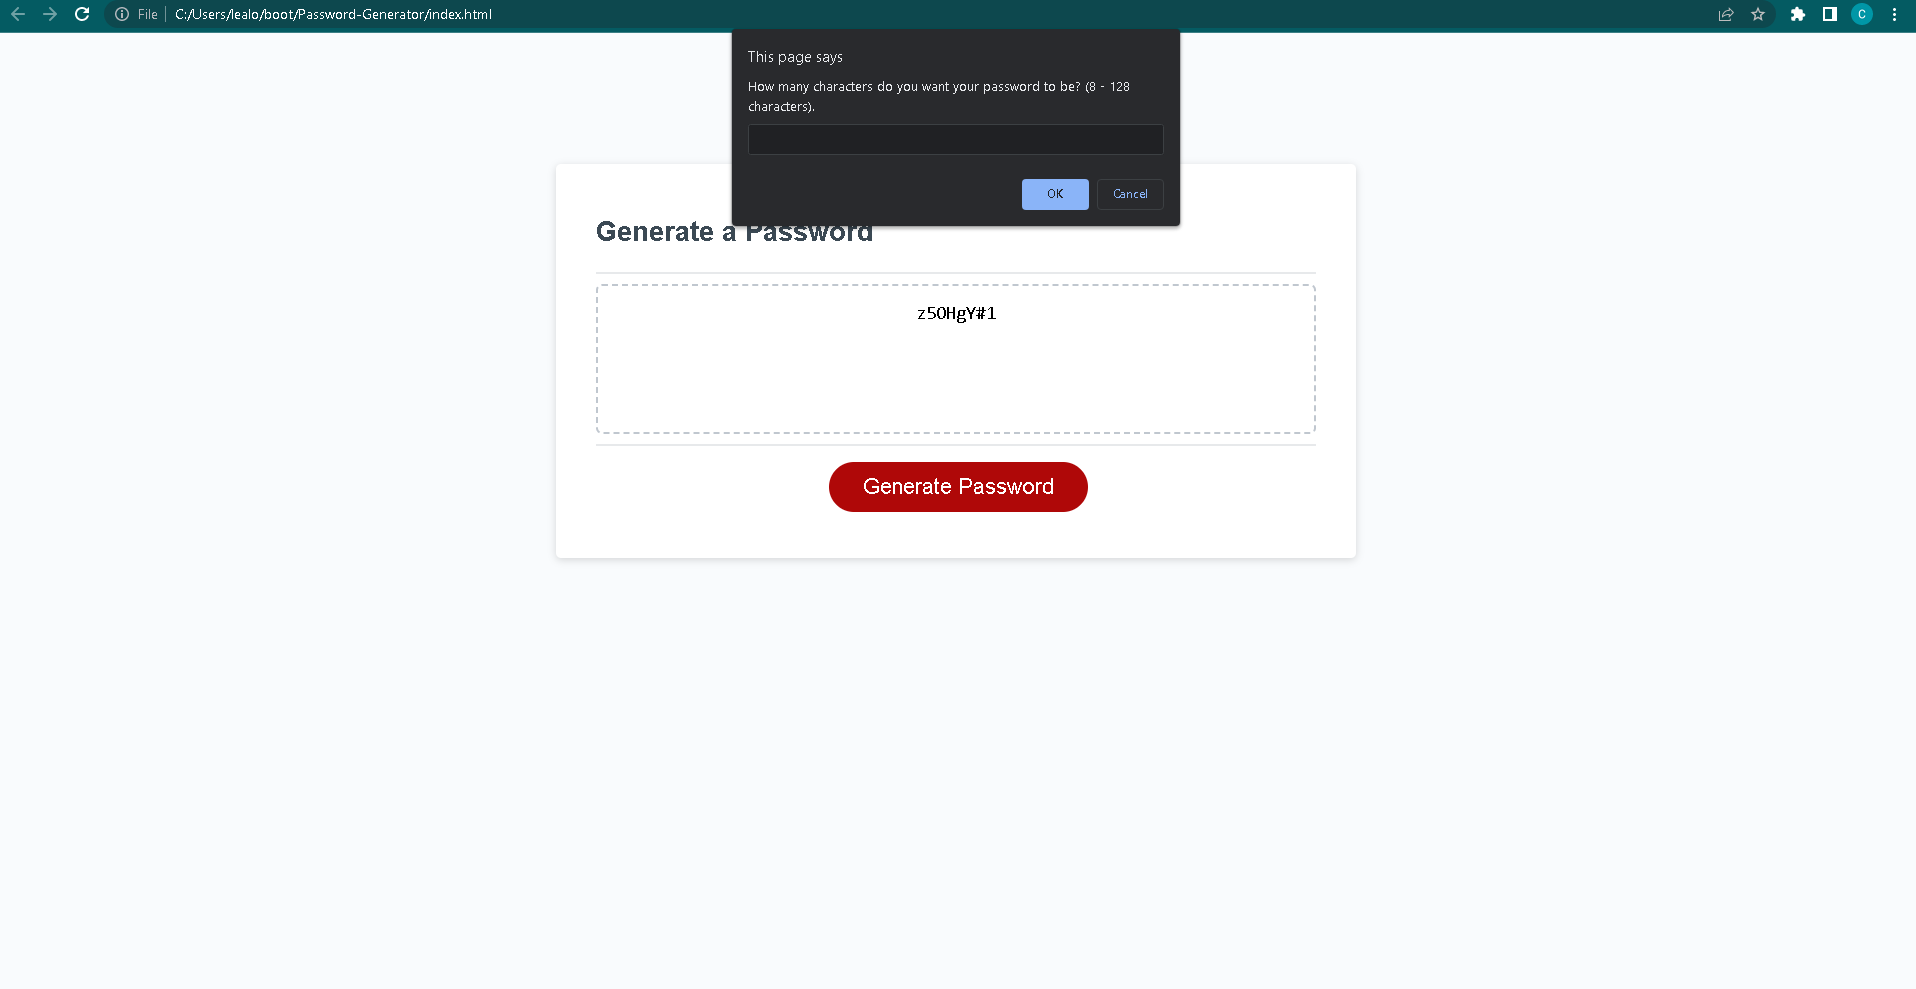 File C:/Users/lealo/boot/Password-Generator/index.html
C
This page says
How many characters do you want your password to be? (8 - 128
characters).
OK Cancel
Generate a Password
z5OHgY#1
Generate Password